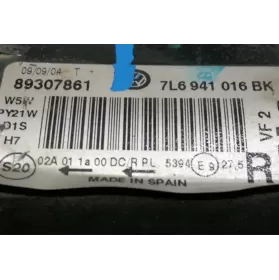 09/09/04 T
89307861 7L6 941 016 BK
W5W
PY21W
D1S
H7
VF 2
S20 02A 01 1a 00 DC/R PL 5394 E 9 27.5
R
MADE IN SPAIN